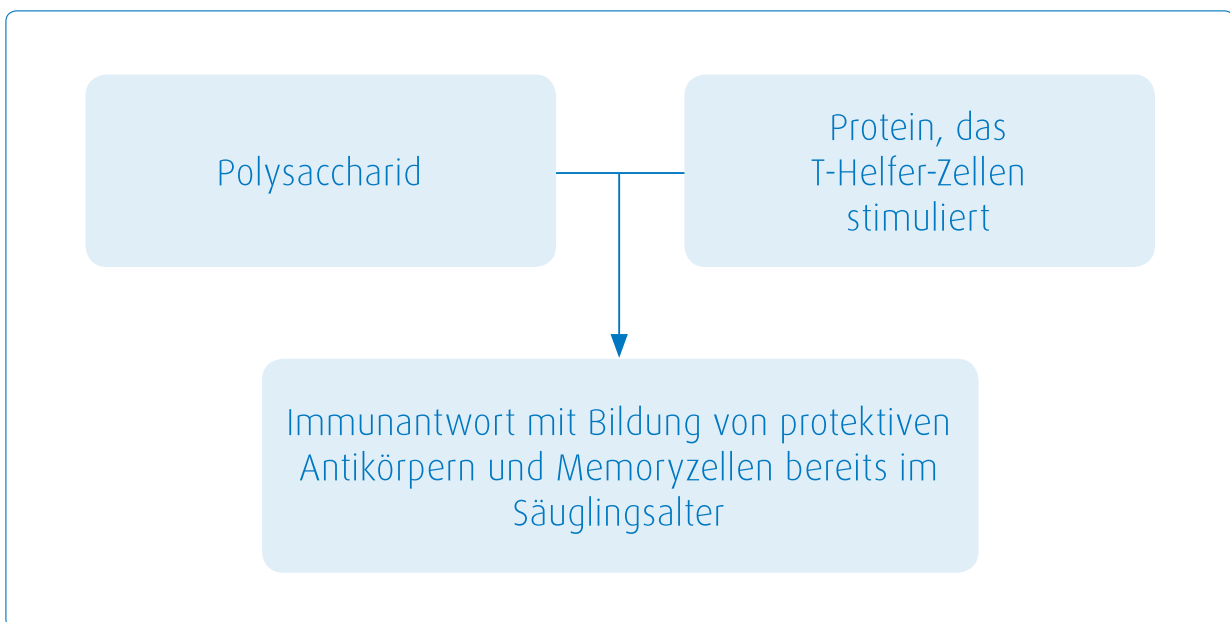 Polysaccharid
Protein, das
T-Helfer-Zellen
stimuliert
Immunantwort mit Bildung von protektiven
Antikörpern und Memoryzellen bereits im
Säuglingsalter